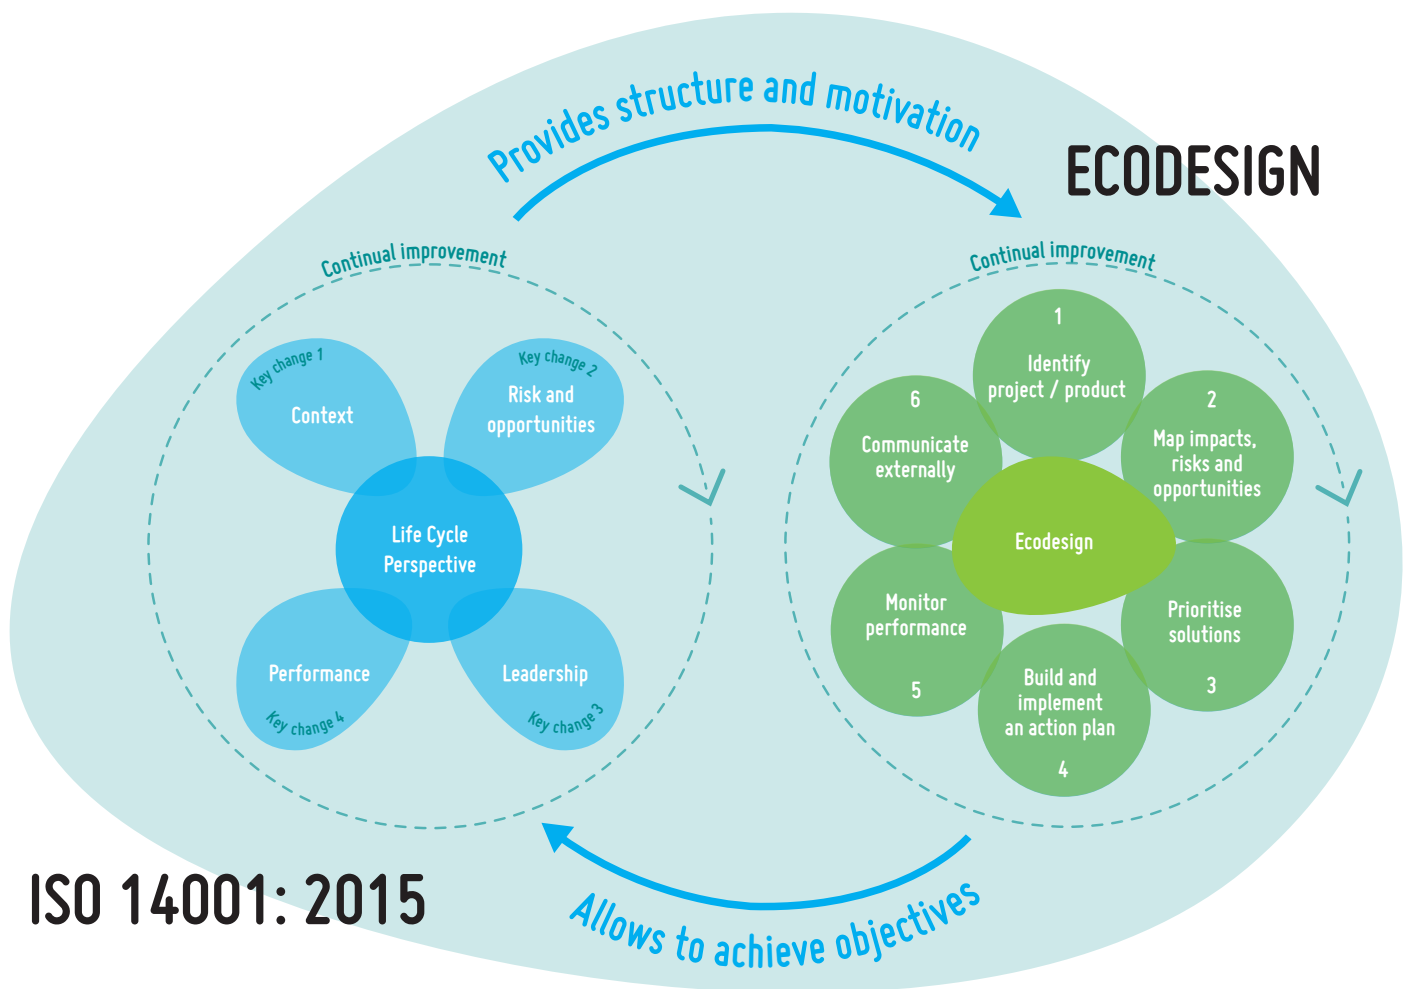 Provides structure and motivation
ECODESIGN
Continual improvement
Key change 1
Context
Key change 2
Risk and
opportunities
Life Cycle
Perspective
Performance
Key change 4
Leadership
Key change 3
Continual improvement
1
Identify
project / product
2
Map impacts,
risks and
opportunities
Prioritise
solutions
3
Build and
implement
an action plan
4
Monitor
performance
5
6
Communicate
externally
Ecodesign
ISO 14001: 2015
Allows to achieve objectives